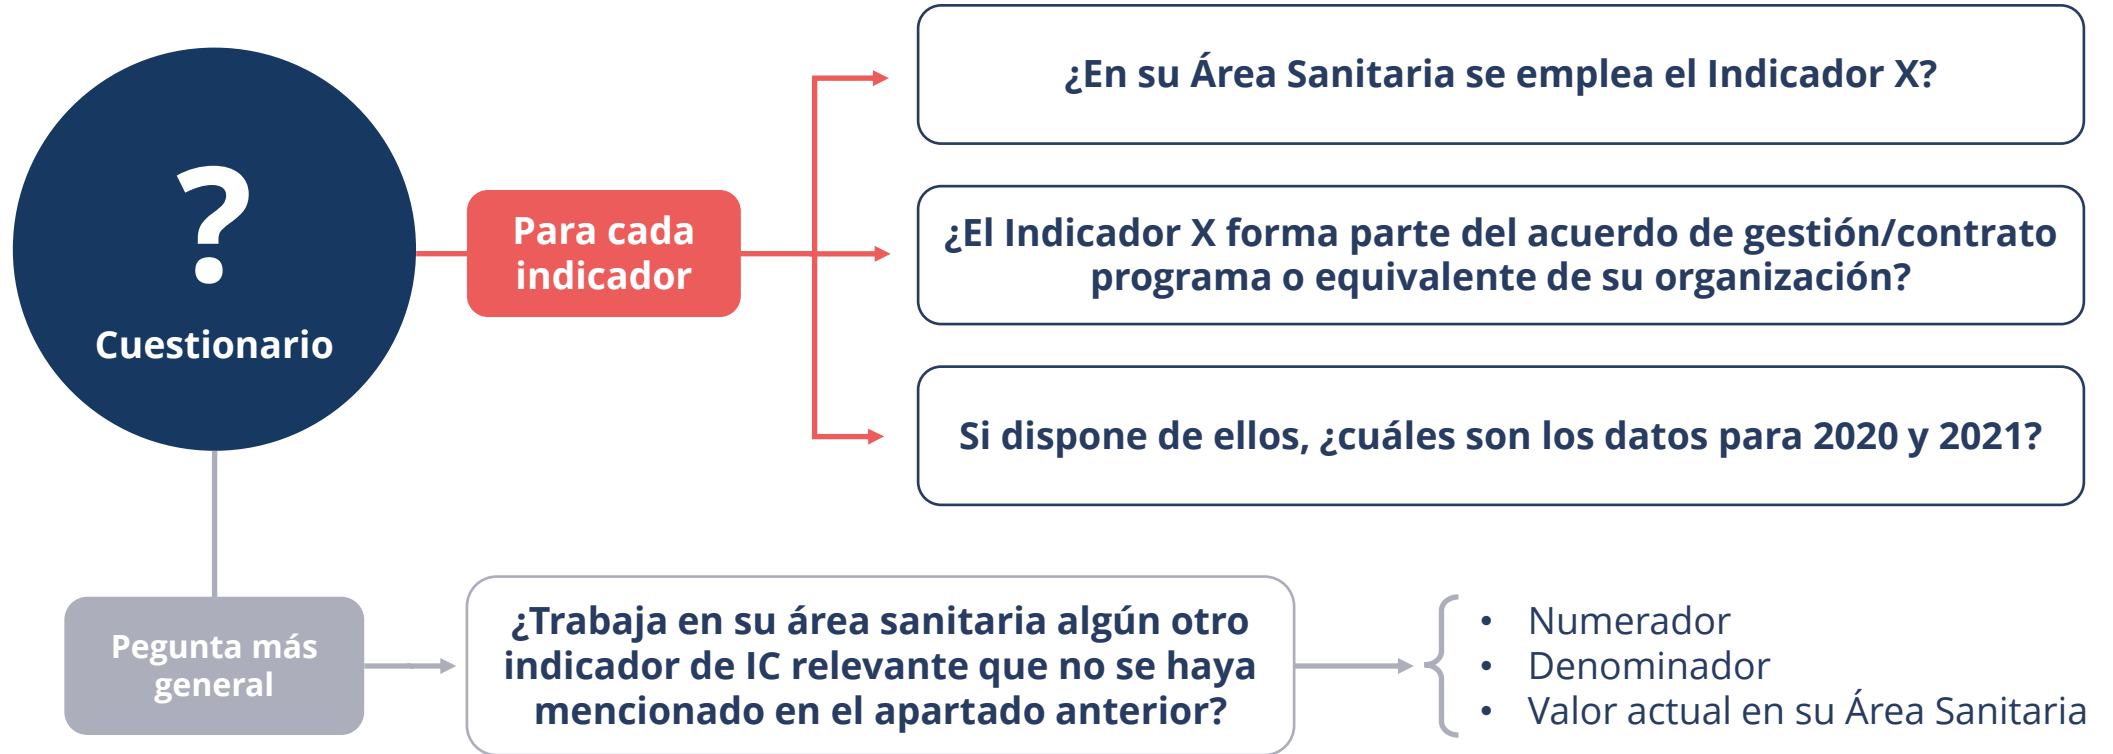 ?
Cuestionario
Para cada
indicador
¿En su Área Sanitaria se emplea el Indicador X?
¿El Indicador X forma parte del acuerdo de gestión/contrato
programa o equivalente de su organización?
Si dispone de ellos, ¿cuáles son los datos para 2020 y 2021?
Pegunta más
general
¿Trabaja en su área sanitaria algún otro
indicador de IC relevante que no se haya
mencionado en el apartado anterior?
• Numerador
• Denominador
• Valor actual en su Área Sanitaria